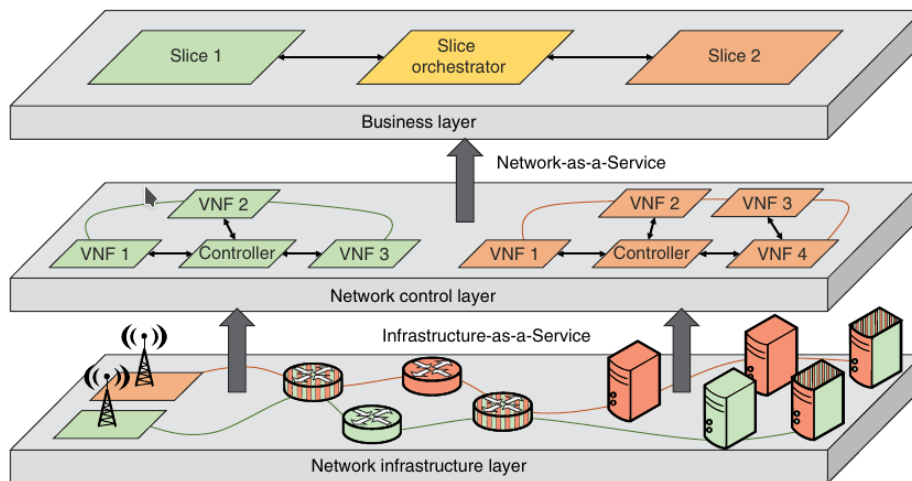 Slice 1
Slice
orchestrator
Slice 2
Business layer
Network-as-a-Service
VNF 2
VNF 1
Controller
VNF 3
VNF 2
VNF 3
VNF 1
Controller
VNF 4
Network control layer
Infrastructure-as-a-Service
Network infrastructure layer